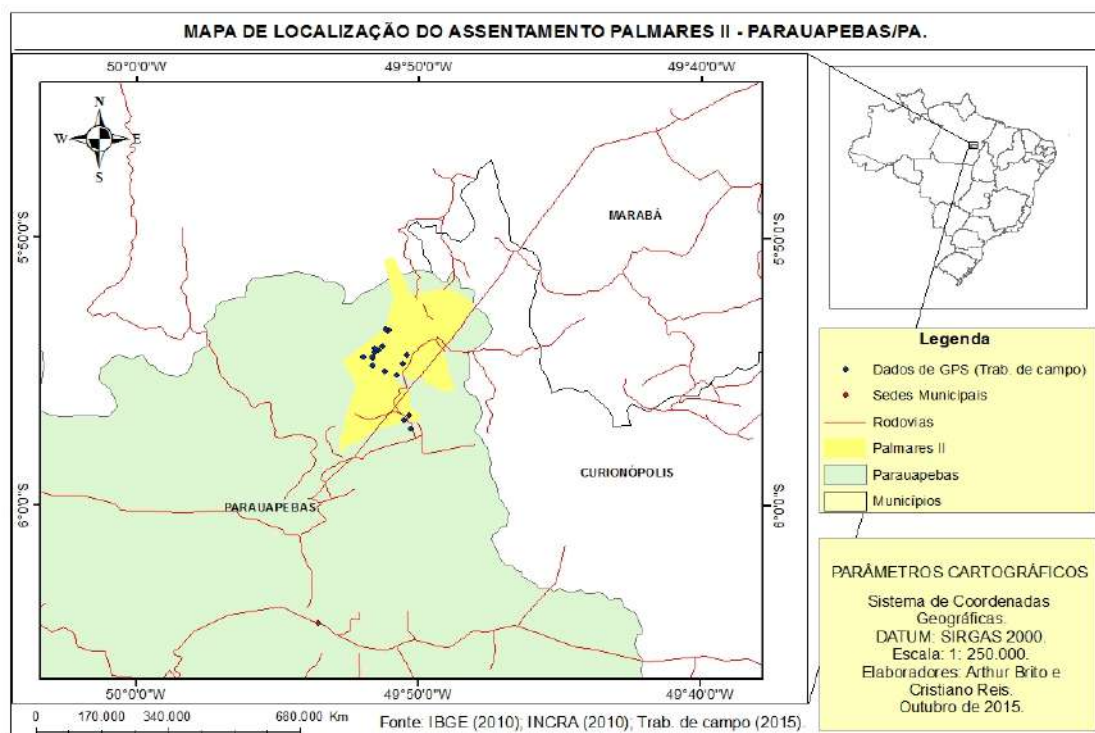 MAPA DE LOCALIZAÇÃO DO ASSENTAMENTO PALMARES II - PARAUAPEBAS/PA.
50°0'0"W
49°50'0"W
49°40'0"W
N
W
E
S
5°50'0"S
5°50'0"S
MARABÁ
CURIONÓPOLIS
PARAUAPEBAS
6°0'0"S
6°0'0"S
50°0'0"W
49°50'0"W
49°40'0"W
0 170.000 340.000 680.000 Km
Fonte: IBGE (2010); INCRA (2010); Trab. de campo (2015).
Legenda
Dados de GPS (Trab. de campo)
Sedes Municipais
Rodovias
Palmares II
Parauapebas
Municípios
PARÂMETROS CARTOGRÁFICOS
Sistema de Coordenadas
Geográficas.
DATUM: SIRGAS 2000.
Escala: 1: 250.000.
Elaboradores: Arthur Brito e
Cristiano Reis.
Outubro de 2015.